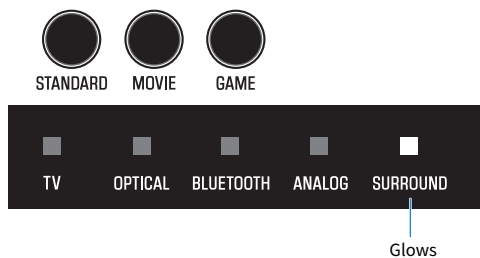 STANDARD MOVIE GAME
TV OPTICAL BLUETOOTH ANALOG SURROUND
Glows